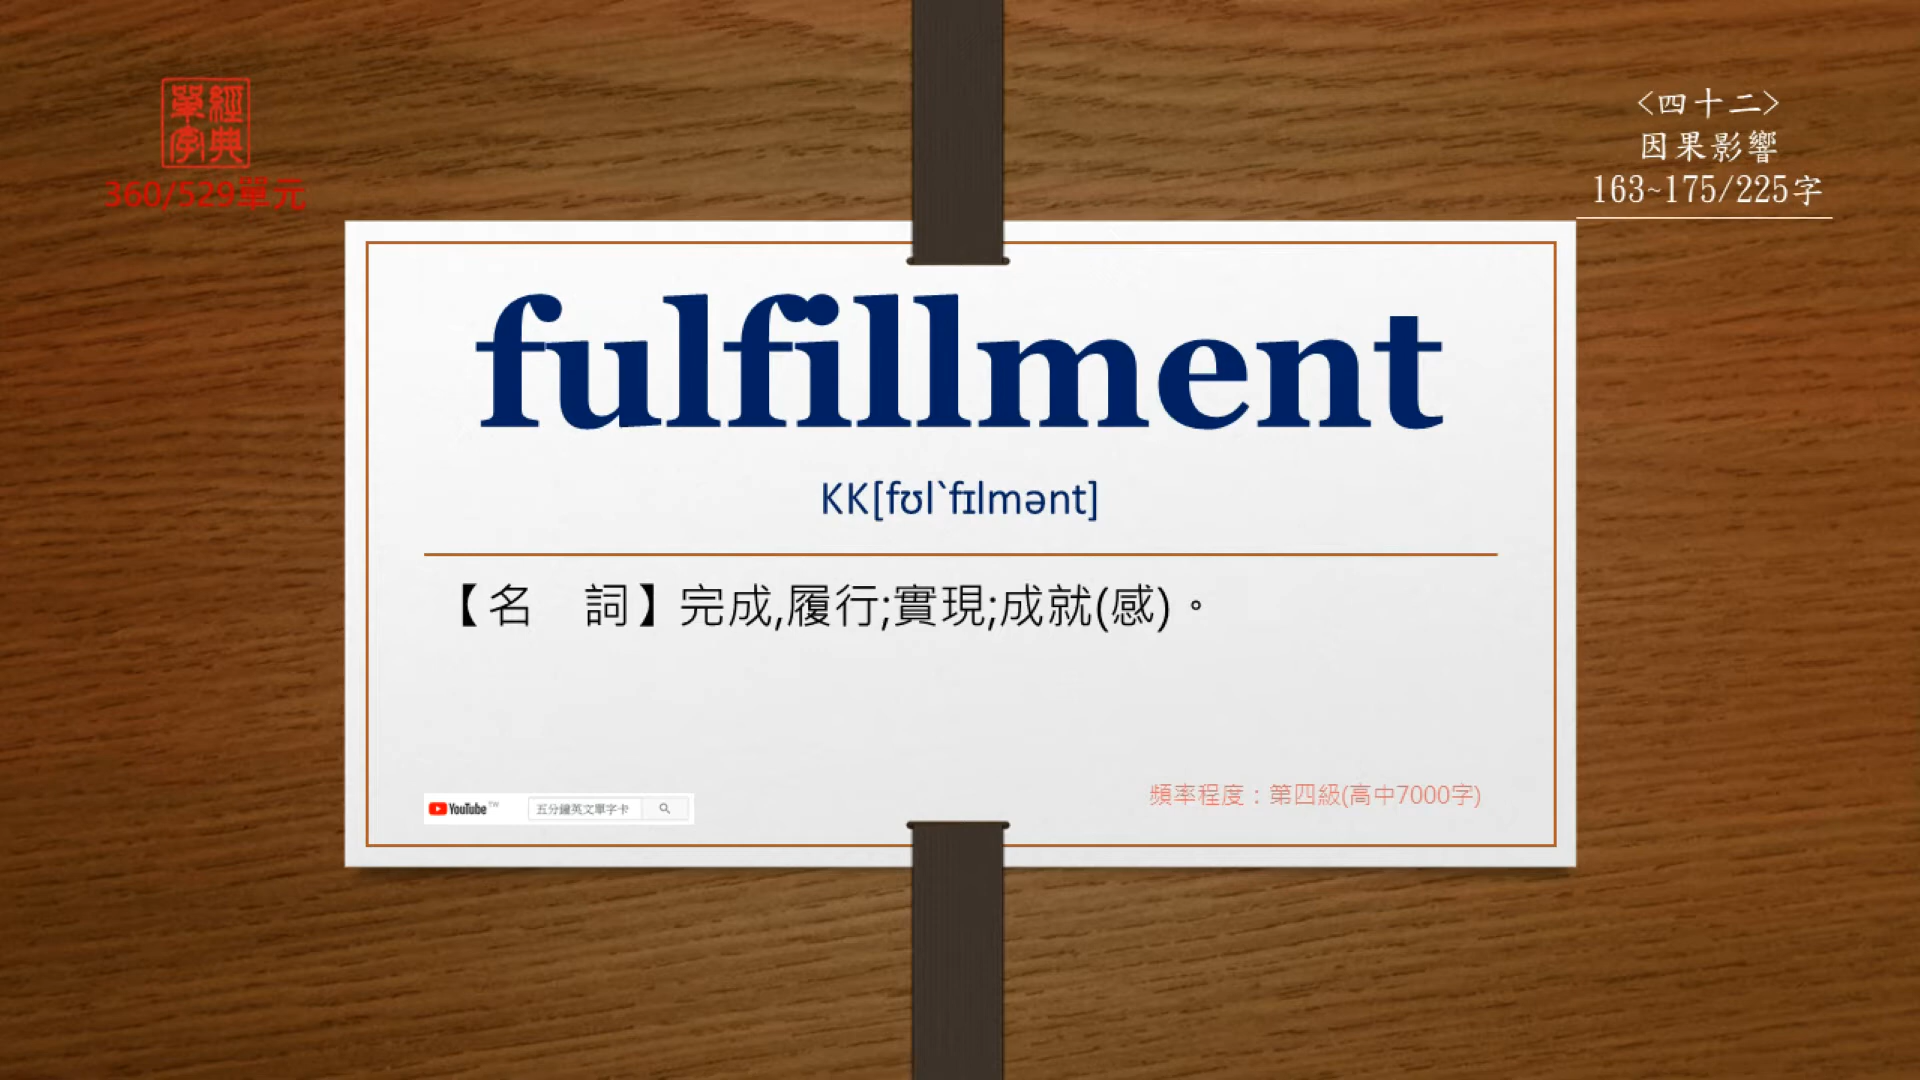 單經
字典
360/529單元
<四十二>
因果影響
163~175/225字
fulfillment
KK[fʊl`fɪlmənt]
【名　詞】完成,履行;實現;成就(感)。
頻率程度：第四級(高中7000字)
YouTube TW
五分鐘英文單字卡